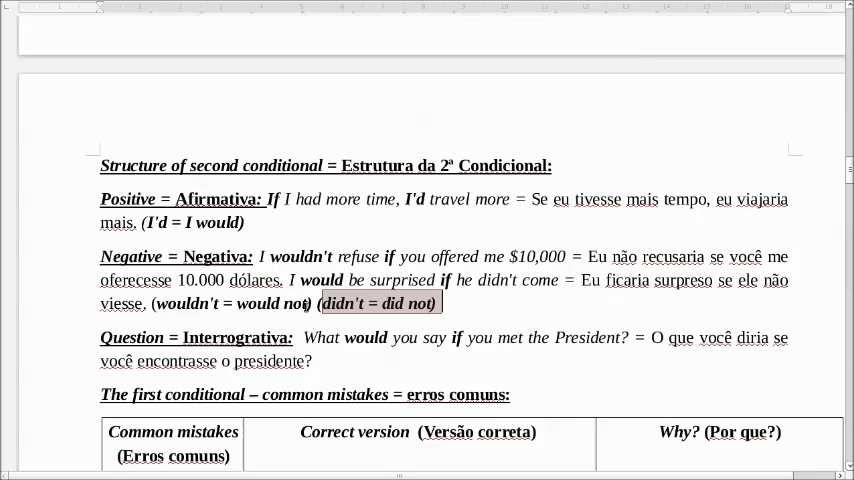 Structure of second conditional = Estrutura da 2ª Condicional:
Positive = Afirmativa: If I had more time, I'd travel more = Se eu tivesse mais tempo, eu viajaria
mais. (I'd = I would)
Negative = Negativa: I wouldn't refuse if you offered me $10,000 = Eu não recusaria se você me
oferecesse 10.000 dólares. I would be surprised if he didn't come = Eu ficaria surpreso se ele não
viesse. (wouldn't = would not) (didn't = did not)
Question = Interrogrativa: What would you say if you met the President? = O que você diria se
você encontrasse o presidente?
The first conditional – common mistakes = erros comuns:
Common mistakes Correct version (Versão correta) Why? (Por que?)
(Erros comuns)